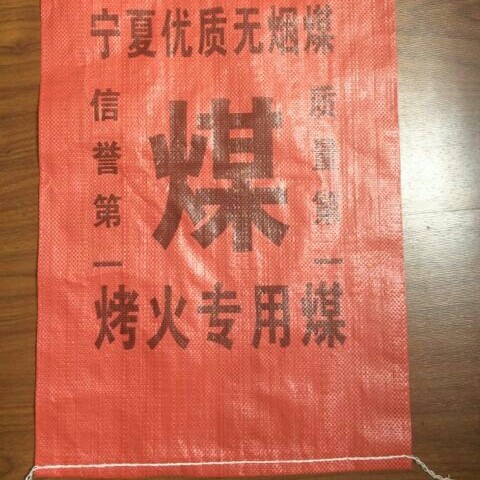 宁夏优质无烟煤
信誉第一
煤
质量第一
烤火专用煤